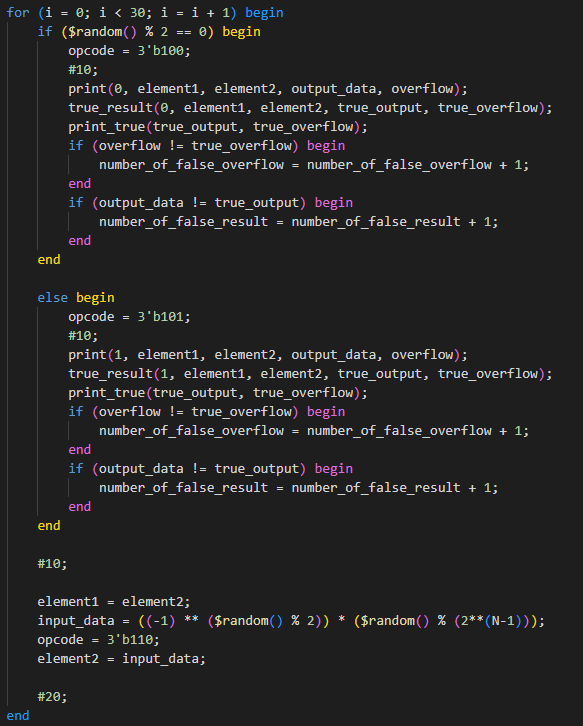 for (i = 0; i < 30; i = i + 1) begin
if ($random() % 2 == 0) begin
opcode = 3'b100;
#10;
print(0, element1, element2, output_data, overflow);
true_result(0, element1, element2, true_output, true_overflow);
print_true(true_output, true_overflow);
if (overflow != true_overflow) begin
number_of_false_overflow = number_of_false_overflow + 1;
end
if (output_data != true_output) begin
number_of_false_result = number_of_false_result + 1;
end
end
else begin
opcode = 3'b101;
#10;
print(1, element1, element2, output_data, overflow);
true_result(1, element1, element2, true_output, true_overflow);
print_true(true_output, true_overflow);
if (overflow != true_overflow) begin
number_of_false_overflow = number_of_false_overflow + 1;
end
if (output_data != true_output) begin
number_of_false_result = number_of_false_result + 1;
end
end
#10;
element1 = element2;
input_data = ((-1) ** ($random() % 2)) * ($random() % (2**(N-1)));
opcode = 3'b110;
element2 = input_data;
#20;
end